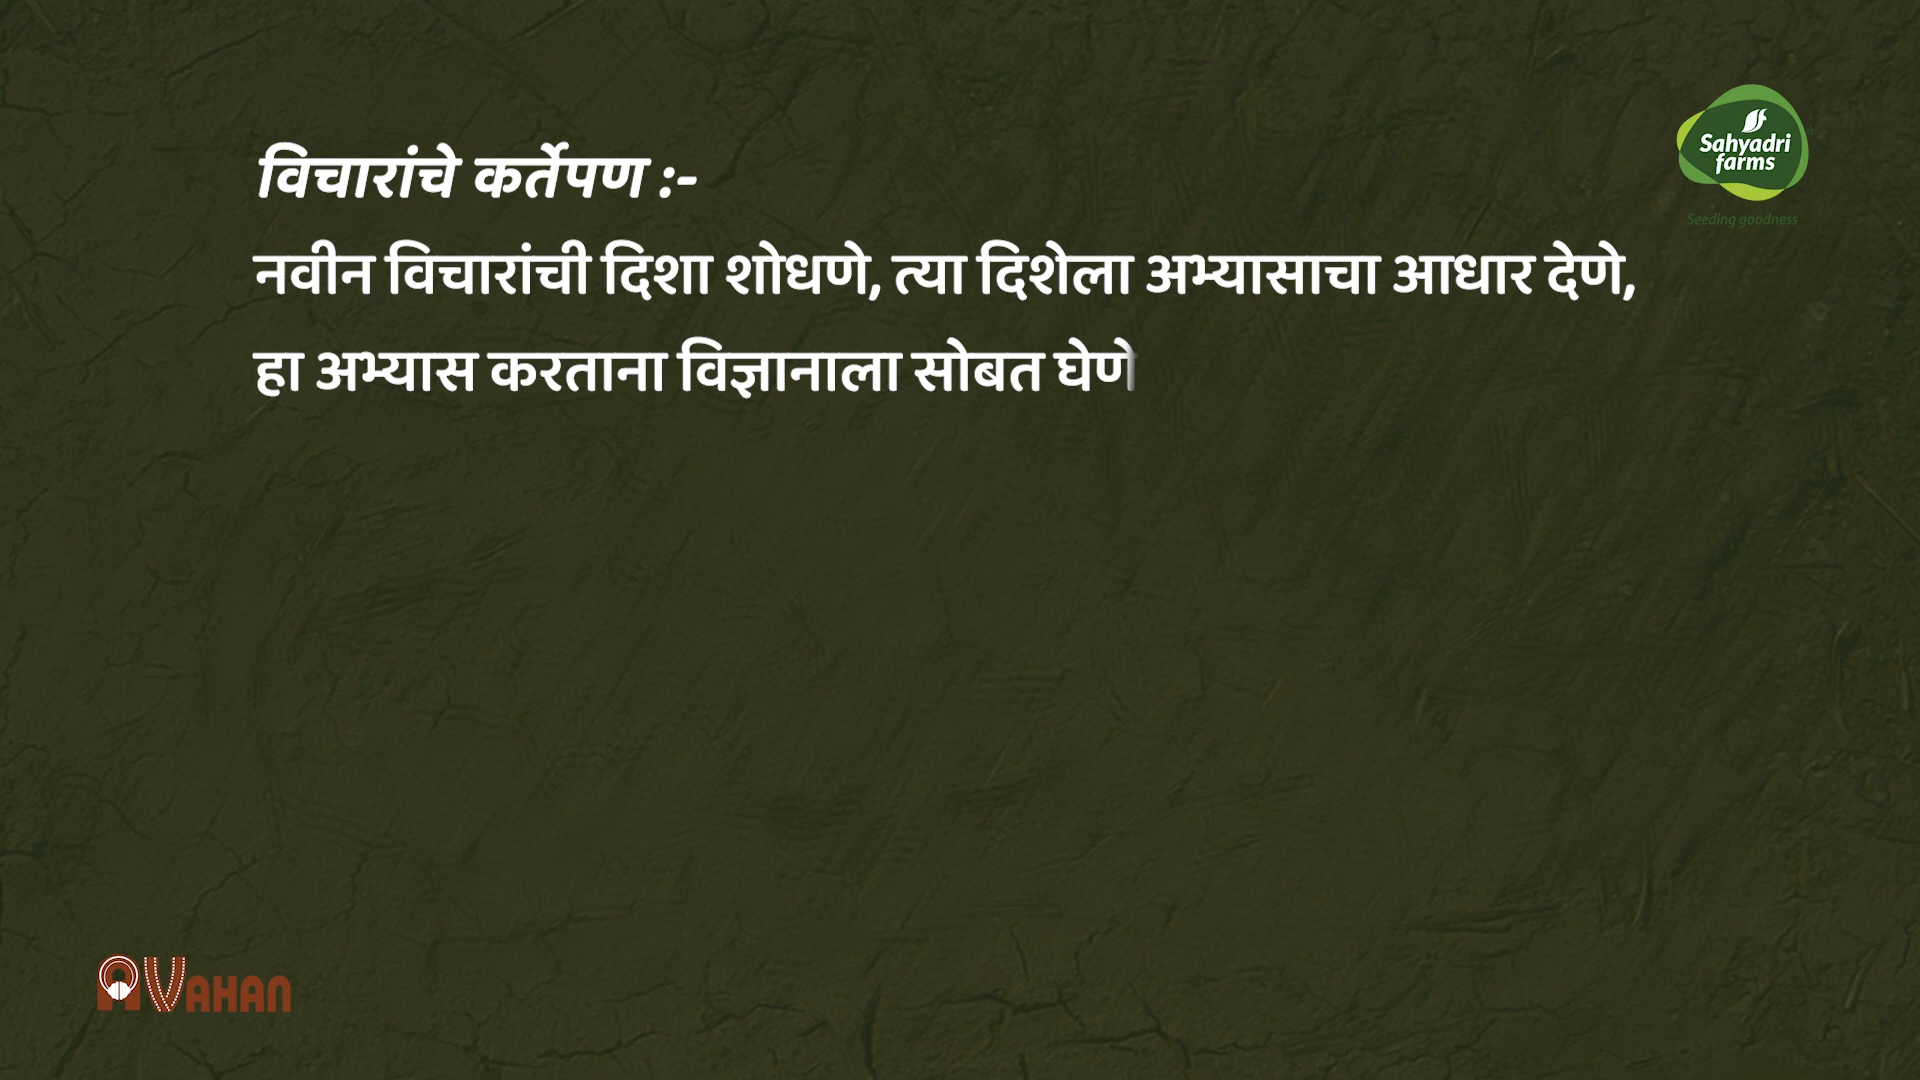 विचारांचे कर्तेपण :-
नवीन विचारांची दिशा शोधणे, त्या दिशेला अभ्यासाचा आधार देणे,
हा अभ्यास करताना विज्ञानाला सोबत घेणे
Sahyadri
farms
Seeding goodness
AVAHAN